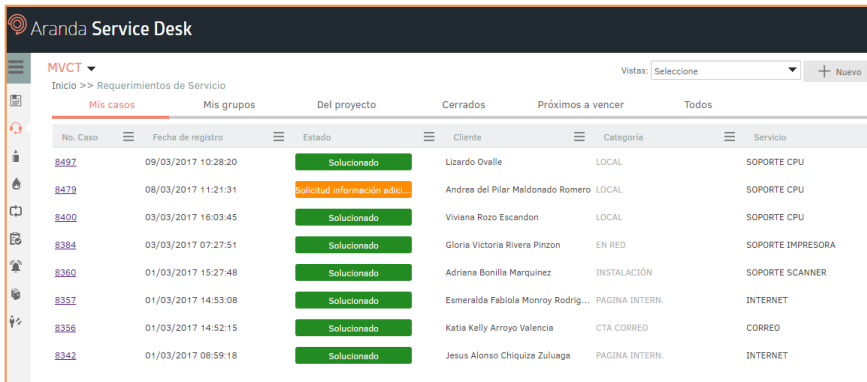 Aranda Service Desk
MVCT
Vistas: Seleccione Nuevo
Inicio >> Requerimientos de Servicio
Mis casos Mis grupos Del proyecto Cerrados Próximos a vencer Todos
No. Caso Fecha de registro Estado Cliente Categoría Servicio
8497 09/03/2017 10:28:20 Solucionado Lizardo Ovalle LOCAL SOPORTE CPU
8479 08/03/2017 11:21:31 Solicitud información adici... Andrea del Pilar Maldonado Romero LOCAL SOPORTE CPU
8400 03/03/2017 16:03:45 Solucionado Viviana Rozo Escandon LOCAL SOPORTE CPU
8384 03/03/2017 07:27:51 Solucionado Gloria Victoria Rivera Pinzon EN RED SOPORTE IMPRESORA
8360 01/03/2017 15:27:48 Solucionado Adriana Bonilla Marquinez INSTALACIÓN SOPORTE SCANNER
8357 01/03/2017 14:53:08 Solucionado Esmeralda Fabiola Monroy Rodrig... PAGINA INTERN. INTERNET
8356 01/03/2017 14:52:15 Solucionado Katia Kelly Arroyo Valencia CTA CORREO CORREO
8342 01/03/2017 08:59:18 Solucionado Jesus Alonso Chiquiza Zuluaga PAGINA INTERN. INTERNET